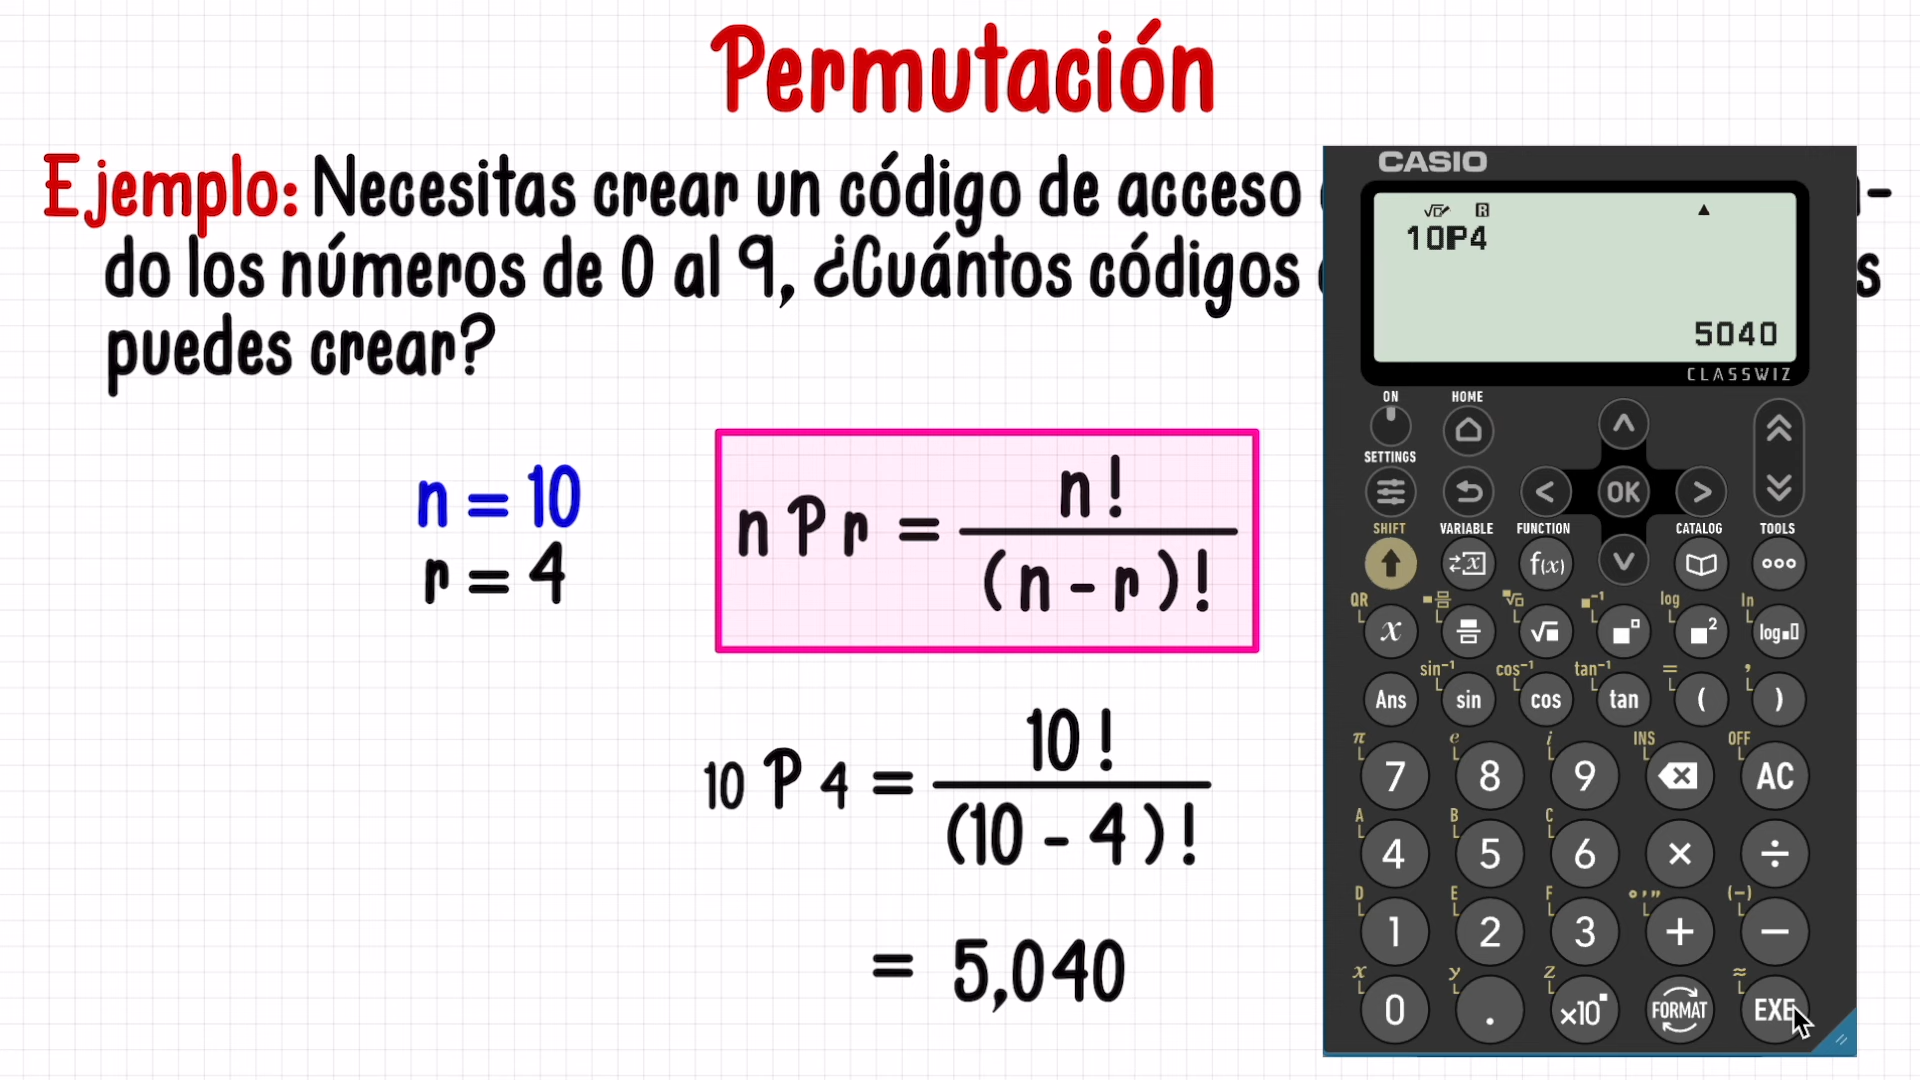 Permutación
Ejemplo: Necesitas crear un código de acceso
do los números de 0 al 9, ¿Cuántos códigos
puedes crear?
n = 10
r = 4
n P r = n! / (n - r)!
10 P 4 = 10! / (10 - 4)!
= 5,040
CASIO
10P4
5040
CLASSWIZ
ON HOME
SETTINGS
OK
SHIFT VARIABLE FUNCTION CATALOG TOOLS
f(x)
QR log ln
x log
sin⁻¹ cos⁻¹ tan⁻¹ = ,
Ans sin cos tan ( )
π e i INS OFF
7 8 9 AC
A B C
4 5 6 × ÷
D E F ° ′ ″ (−)
1 2 3 + −
x y z ≈
0 . ×10 FORMAT EXE